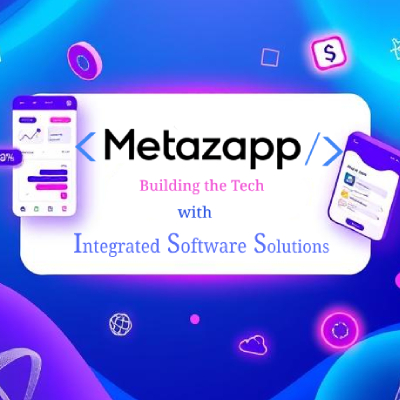 <Metazapp/>
Building the Tech
with
Integrated Software Solutions
$